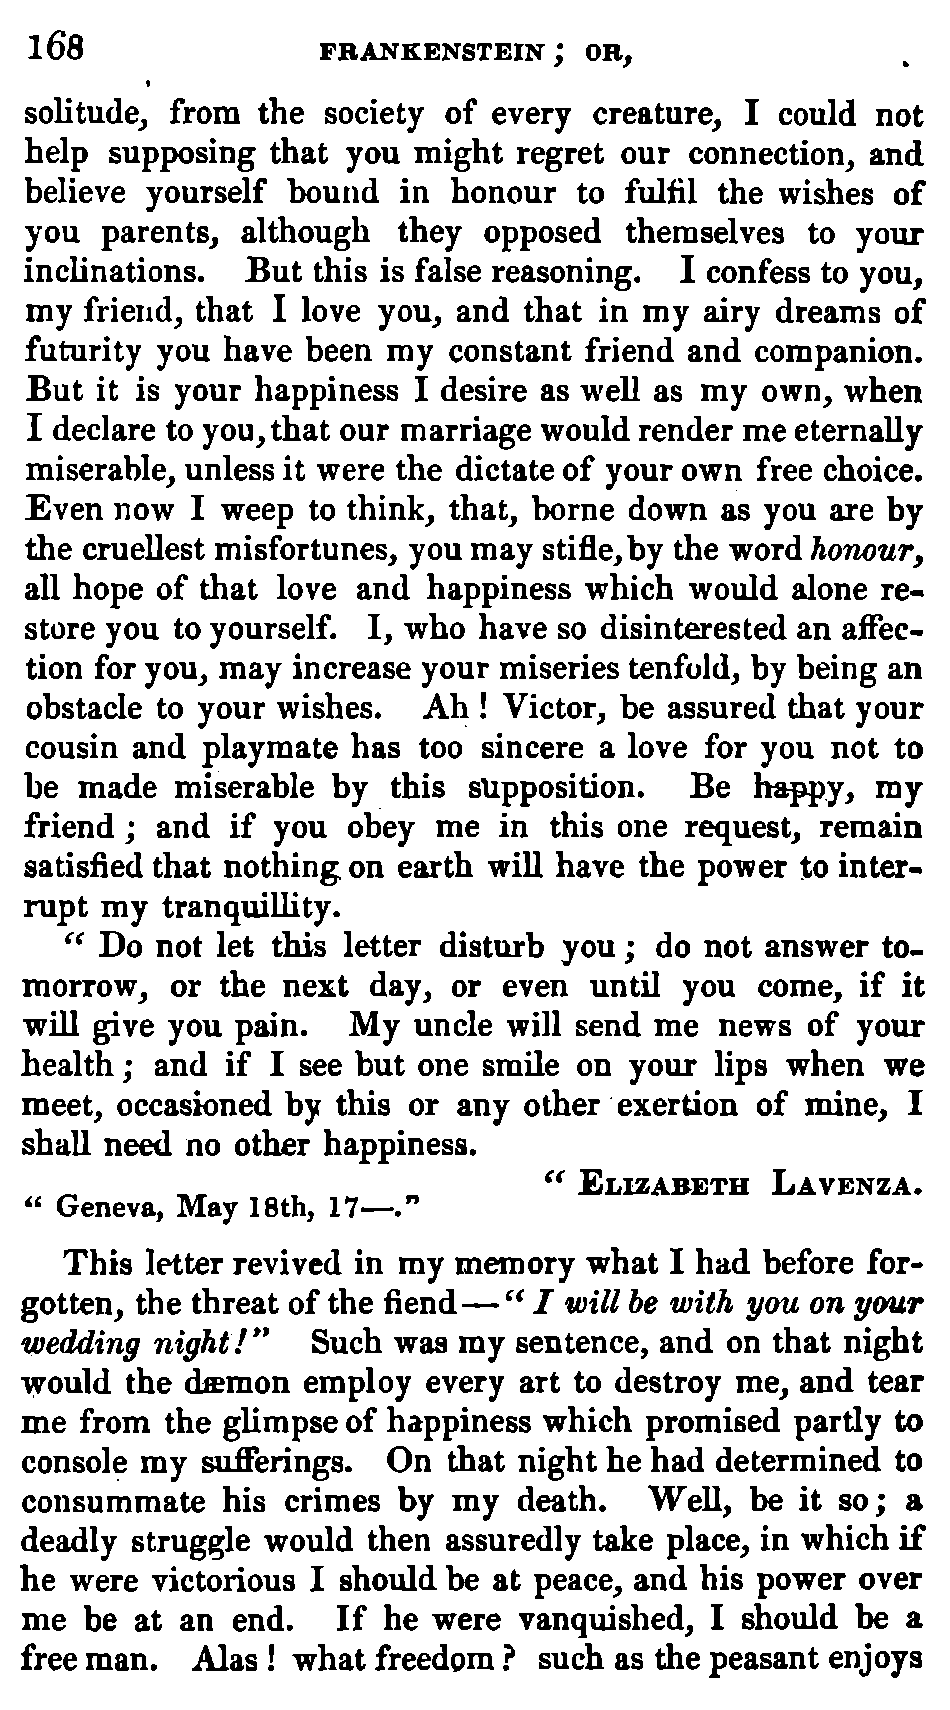 168 FRANKENSTEIN; OR,
solitude, from the society of every creature, I could not
help supposing that you might regret our connection, and
believe yourself bound in honour to fulfil the wishes of
you parents, although they opposed themselves to your
inclinations. But this is false reasoning. I confess to you,
my friend, that I love you, and that in my airy dreams of
futurity you have been my constant friend and companion.
But it is your happiness I desire as well as my own, when
I declare to you, that our marriage would render me eternally
miserable, unless it were the dictate of your own free choice.
Even now I weep to think, that, borne down as you are by
the cruellest misfortunes, you may stifle, by the word honour,
all hope of that love and happiness which would alone re-
store you to yourself. I, who have so disinterested an affec-
tion for you, may increase your miseries tenfold, by being an
obstacle to your wishes. Ah! Victor, be assured that your
cousin and playmate has too sincere a love for you not to
be made miserable by this supposition. Be happy, my
friend; and if you obey me in this one request, remain
satisfied that nothing on earth will have the power to inter-
rupt my tranquillity.
“ Do not let this letter disturb you; do not answer to-
morrow, or the next day, or even until you come, if it
will give you pain. My uncle will send me news of your
health; and if I see but one smile on your lips when we
meet, occasioned by this or any other exertion of mine, I
shall need no other happiness.
“ ELIZABETH LAVENZA.
“ Geneva, May 18th, 17—.”
This letter revived in my memory what I had before for-
gotten, the threat of the fiend—“ I will be with you on your
wedding night!” Such was my sentence, and on that night
would the dæmon employ every art to destroy me, and tear
me from the glimpse of happiness which promised partly to
console my sufferings. On that night he had determined to
consummate his crimes by my death. Well, be it so; a
deadly struggle would then assuredly take place, in which if
he were victorious I should be at peace, and his power over
me be at an end. If he were vanquished, I should be a
free man. Alas! what freedom? such as the peasant enjoys